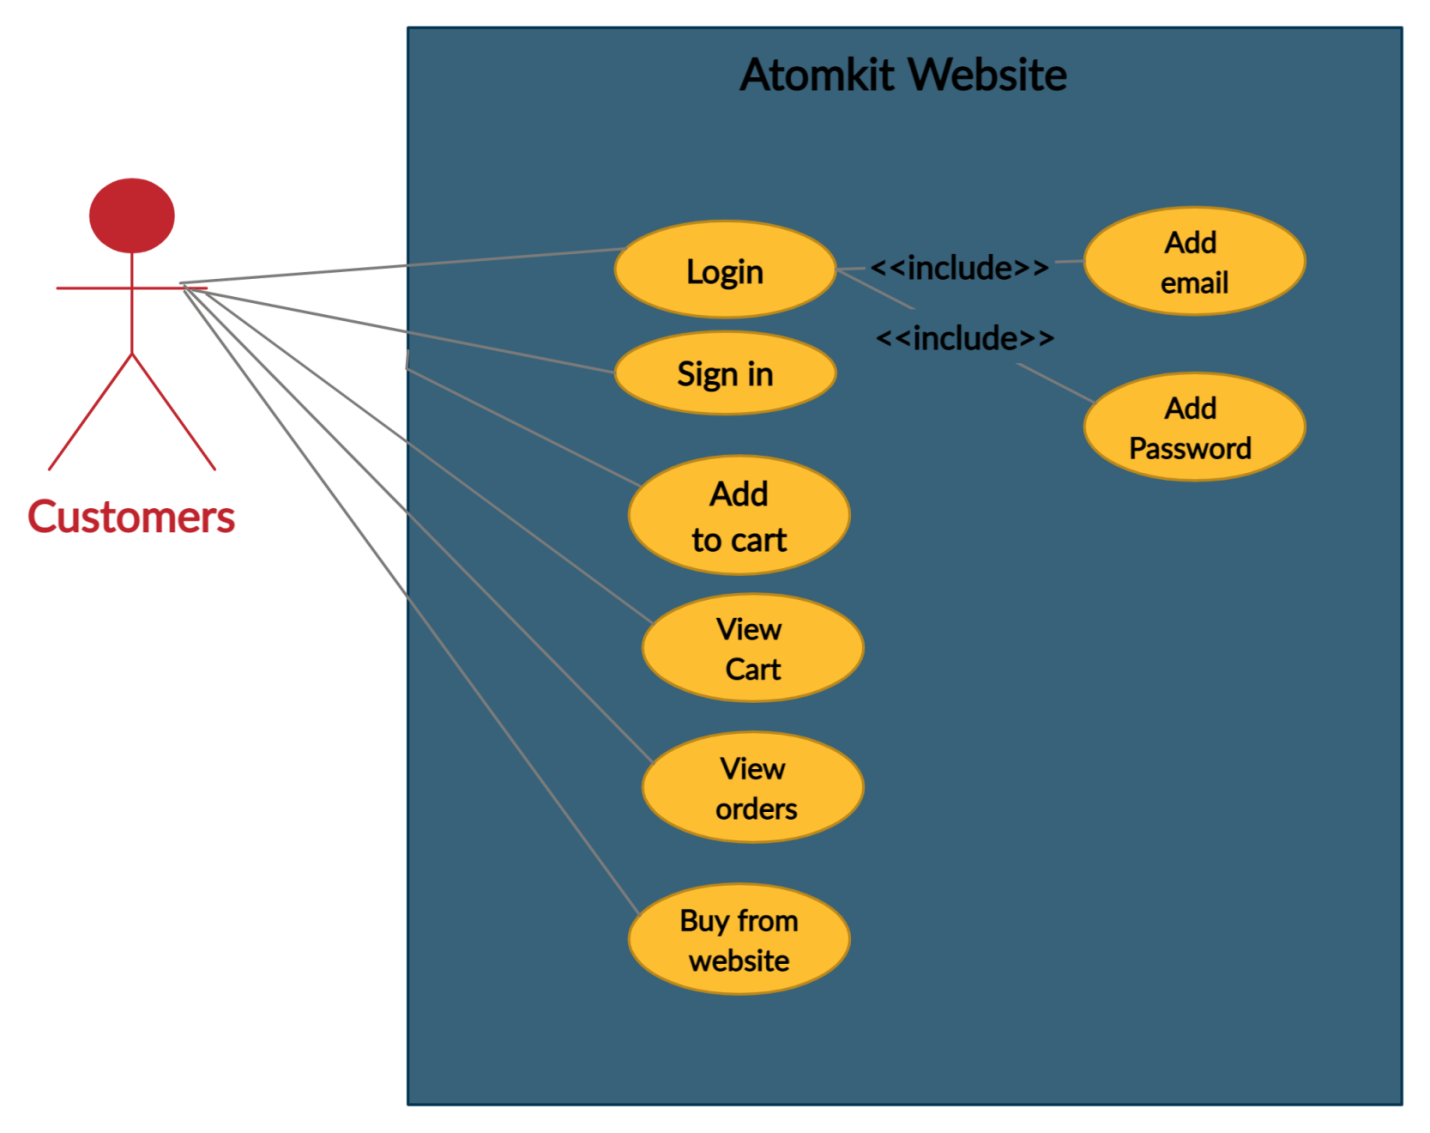 Atomkit Website
Login
<<include>>
Add
email
<<include>>
Sign in
Add
Password
Customers
Add
to cart
View
Cart
View
orders
Buy from
website